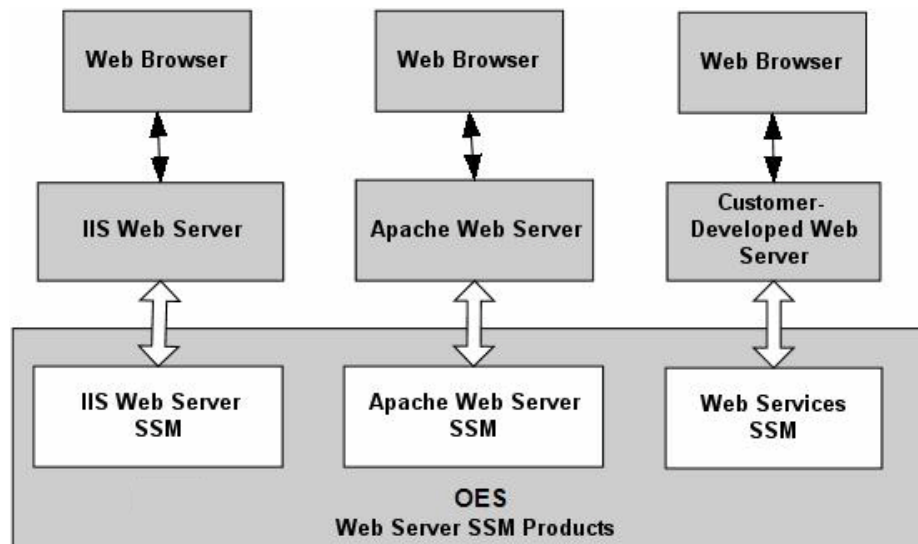 Web Browser
Web Browser
Web Browser
IIS Web Server
Apache Web Server
Customer-
Developed Web
Server
IIS Web Server
SSM
Apache Web Server
SSM
Web Services
SSM
OES
Web Server SSM Products